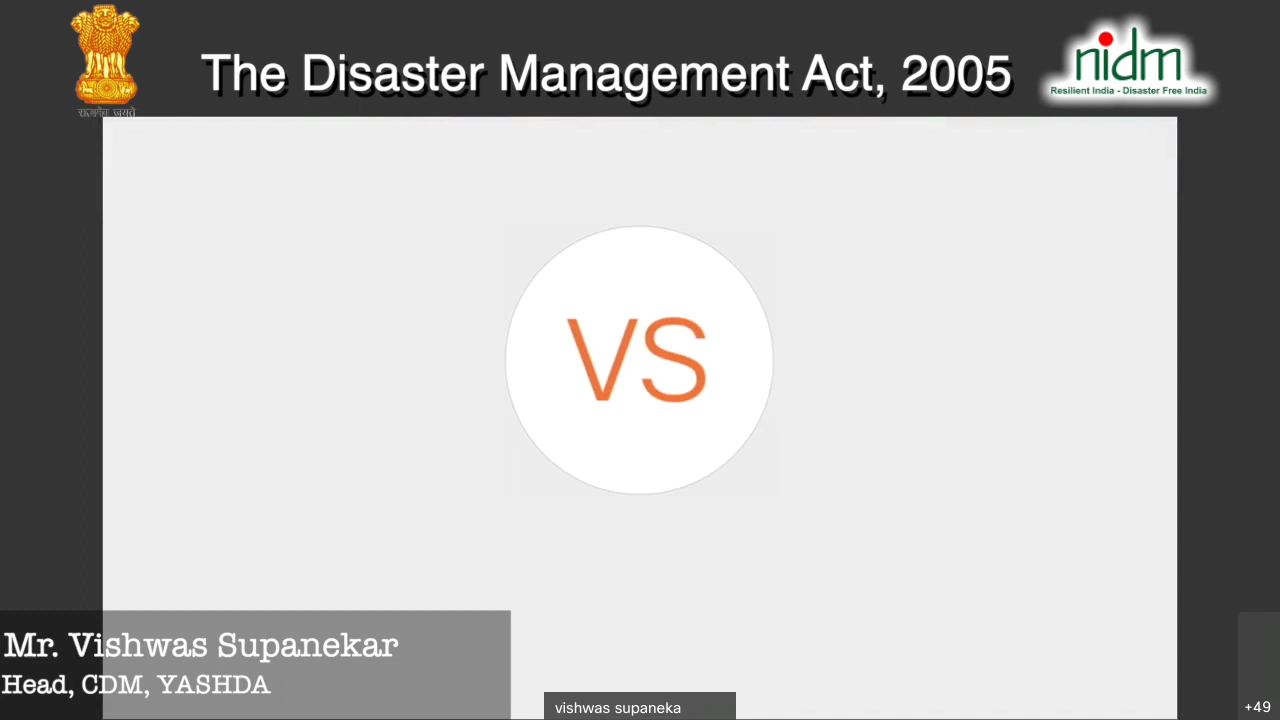 The Disaster Management Act, 2005
nidm
Resilient India - Disaster Free India
VS
Mr. Vishwas Supanekar
Head, CDM, YASHDA
vishwas supaneka
+49